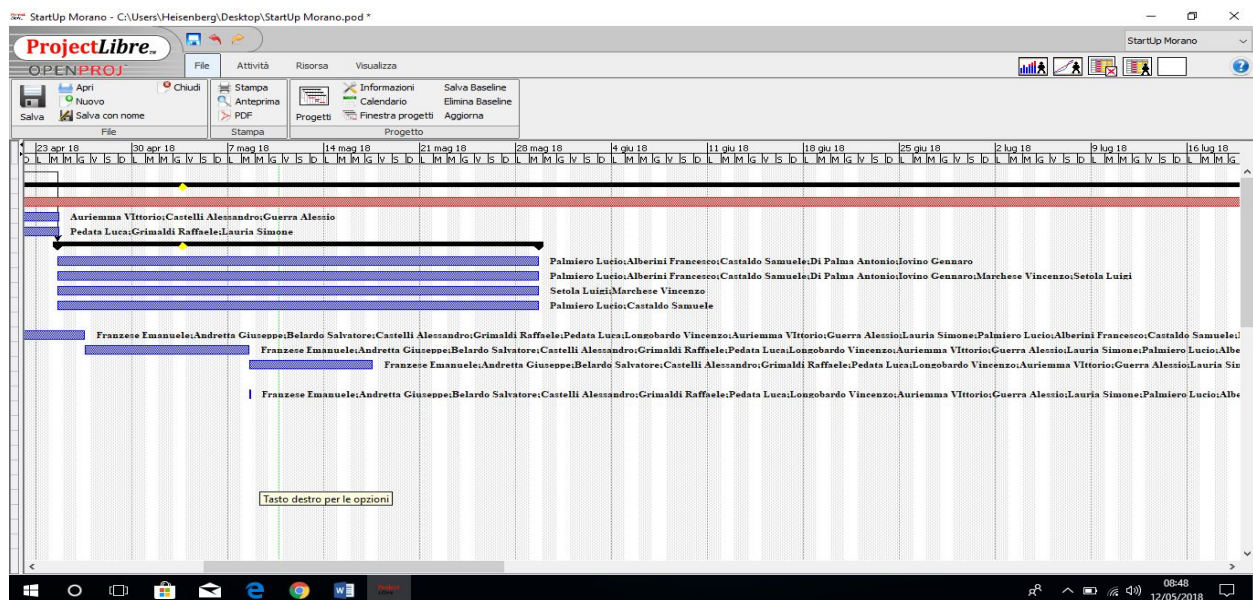 StartUp Morano - C:\Users\Heisenberg\Desktop\StartUp Morano.pod *
ProjectLibre
OPENPROJ
StartUp Morano
File Attività Risorsa Visualizza
Salva
Apri
Nuovo
Salva con nome
Chiudi
File
Stampa
Anteprima
PDF
Stampa
Progetti
Informazioni
Calendario
Finestra progetti
Salva Baseline
Elimina Baseline
Aggiorna
Progetto
23 apr 18 30 apr 18 7 mag 18 14 mag 18 21 mag 18 28 mag 18 4 giu 18 11 giu 18 18 giu 18 25 giu 18 2 lug 18 9 lug 18 16 lug 18
D L M M G V S D L M M G V S D L M M G V S D L M M G V S D L M M G V S D L M M G V S D L M M G V S D L M M G V S D L M M G V S D L M M G V S D L M M G V S D L M M G V S D L M M G
Auriemma VIttorio;Castelli Alessandro;Guerra Alessio
Pedata Luca;Grimaldi Raffaele;Lauria Simone
Palmiero Lucio;Alberini Francesco;Castaldo Samuele;Di Palma Antonio;Iovino Gennaro
Palmiero Lucio;Alberini Francesco;Castaldo Samuele;Di Palma Antonio;Iovino Gennaro;Marchese Vincenzo;Setola Luigi
Setola Luigi;Marchese Vincenzo
Palmiero Lucio;Castaldo Samuele
Franzese Emanuele;Andretta Giuseppe;Belardo Salvatore;Castelli Alessandro;Grimaldi Raffaele;Pedata Luca;Longobardo Vincenzo;Auriemma VIttorio;Guerra Alessio;Lauria Simone;Palmiero Lucio;Alberini Francesco;Castaldo Samuele;
Franzese Emanuele;Andretta Giuseppe;Belardo Salvatore;Castelli Alessandro;Grimaldi Raffaele;Pedata Luca;Longobardo Vincenzo;Auriemma VIttorio;Guerra Alessio;Lauria Simone;Palmiero Lucio;Albe
Franzese Emanuele;Andretta Giuseppe;Belardo Salvatore;Castelli Alessandro;Grimaldi Raffaele;Pedata Luca;Longobardo Vincenzo;Auriemma VIttorio;Guerra Alessio;Lauria Sim
Franzese Emanuele;Andretta Giuseppe;Belardo Salvatore;Castelli Alessandro;Grimaldi Raffaele;Pedata Luca;Longobardo Vincenzo;Auriemma VIttorio;Guerra Alessio;Lauria Simone;Palmiero Lucio;Albe
Tasto destro per le opzioni
08:48
12/05/2018